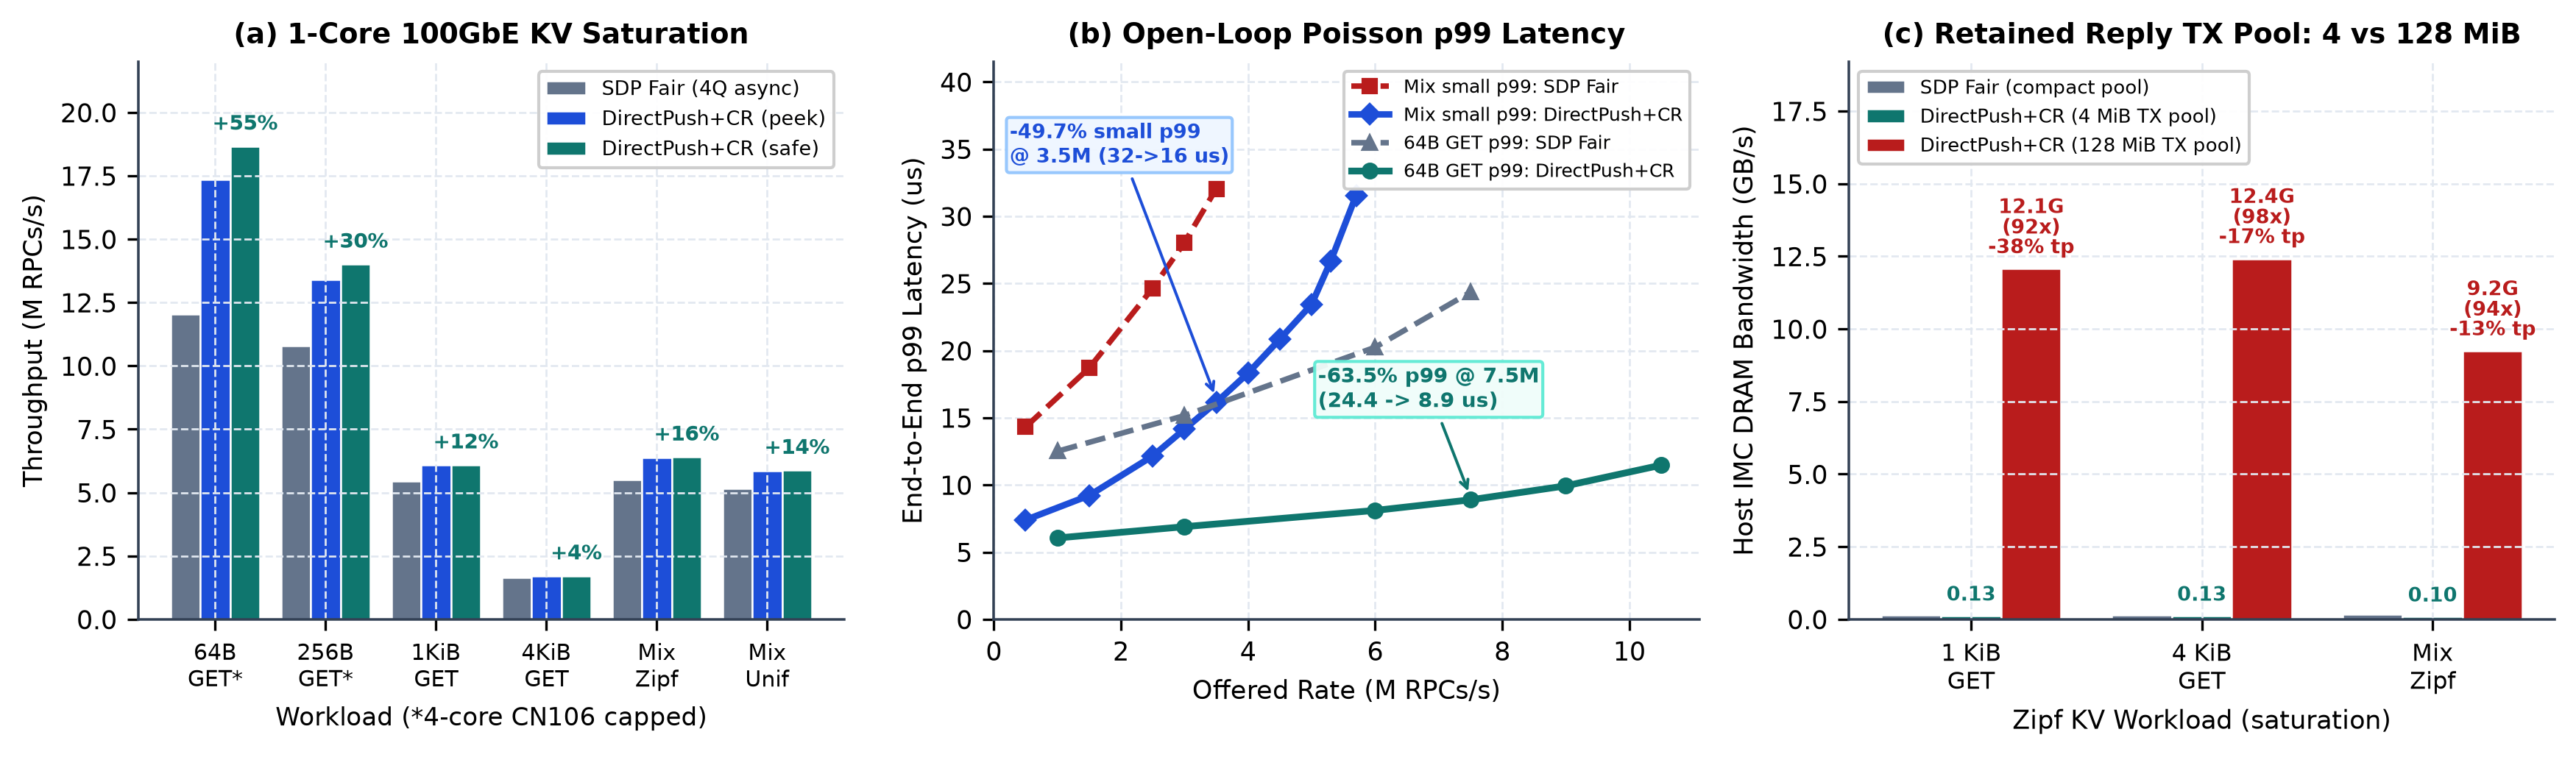 (a) 1-Core 100GbE KV Saturation
Throughput (M RPCs/s)
20.0
17.5
15.0
12.5
10.0
7.5
5.0
2.5
0.0
SDP Fair (4Q async)
DirectPush+CR (peek)
DirectPush+CR (safe)
+55%
+30%
+12%
+4%
+16%
+14%
64B
GET*
256B
GET*
1KiB
GET
4KiB
GET
Mix
Zipf
Mix
Unif
Workload (*4-core CN106 capped)
(b) Open-Loop Poisson p99 Latency
End-to-End p99 Latency (us)
40
35
30
25
20
15
10
5
0
Mix small p99: SDP Fair
Mix small p99: DirectPush+CR
64B GET p99: SDP Fair
64B GET p99: DirectPush+CR
-49.7% small p99
@ 3.5M (32->16 us)
-63.5% p99 @ 7.5M
(24.4 -> 8.9 us)
0
2
4
6
8
10
Offered Rate (M RPCs/s)
(c) Retained Reply TX Pool: 4 vs 128 MiB
Host IMC DRAM Bandwidth (GB/s)
17.5
15.0
12.5
10.0
7.5
5.0
2.5
0.0
SDP Fair (compact pool)
DirectPush+CR (4 MiB TX pool)
DirectPush+CR (128 MiB TX pool)
12.1G
(92x)
-38% tp
12.4G
(98x)
-17% tp
9.2G
(94x)
-13% tp
0.13
0.13
0.10
1 KiB
GET
4 KiB
GET
Mix
Zipf
Zipf KV Workload (saturation)